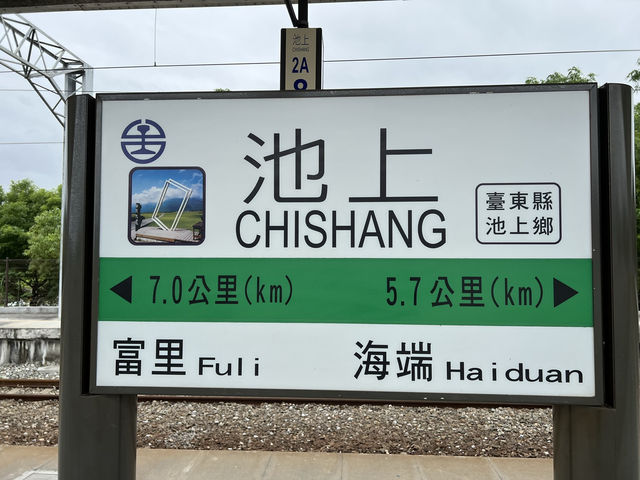 池上
CHISHANG
2A
池上
CHISHANG
臺東縣
池上鄉
7.0公里(km)
5.7公里(km)
富里 Fuli
海端 Haiduan